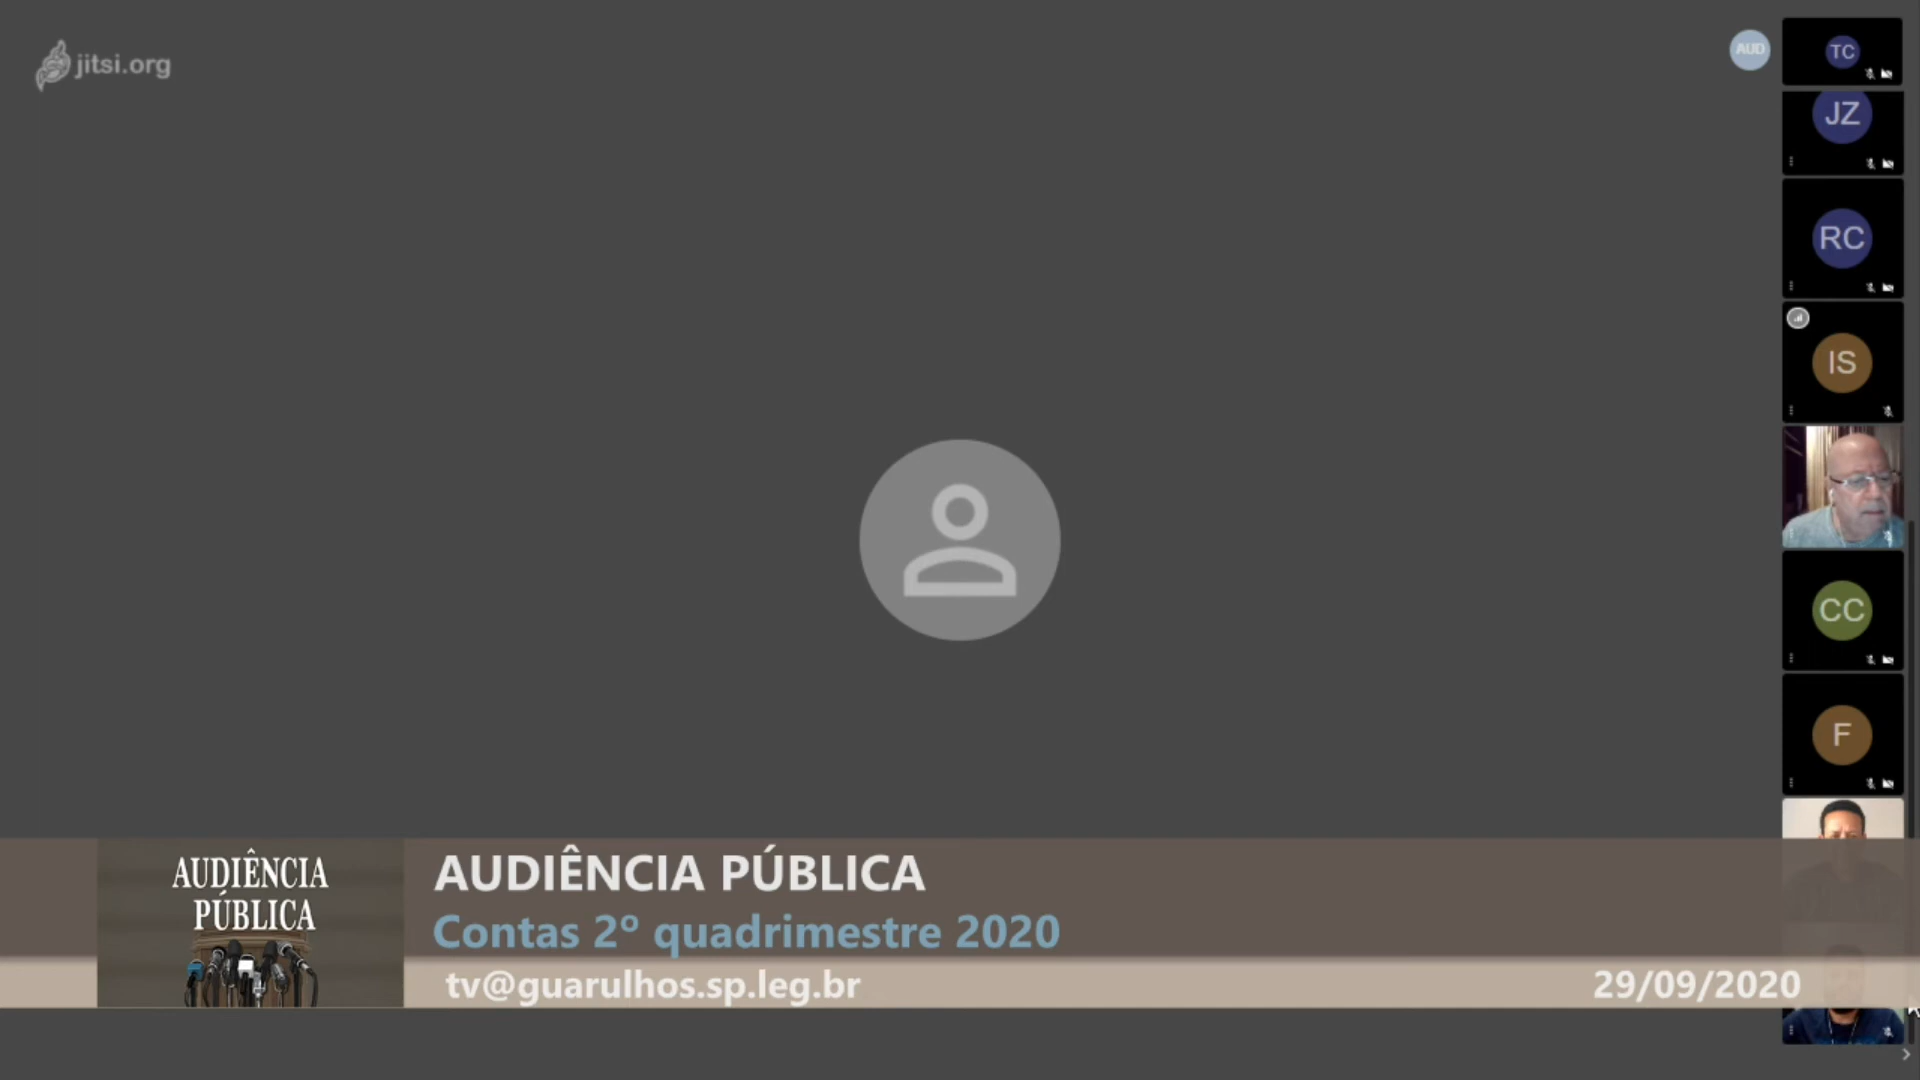 jitsi.org
AUD
TC
JZ
RC
IS
CC
F
AUDIÊNCIA
PÚBLICA
AUDIÊNCIA PÚBLICA
Contas 2º quadrimestre 2020
tv@guarulhos.sp.leg.br
29/09/2020